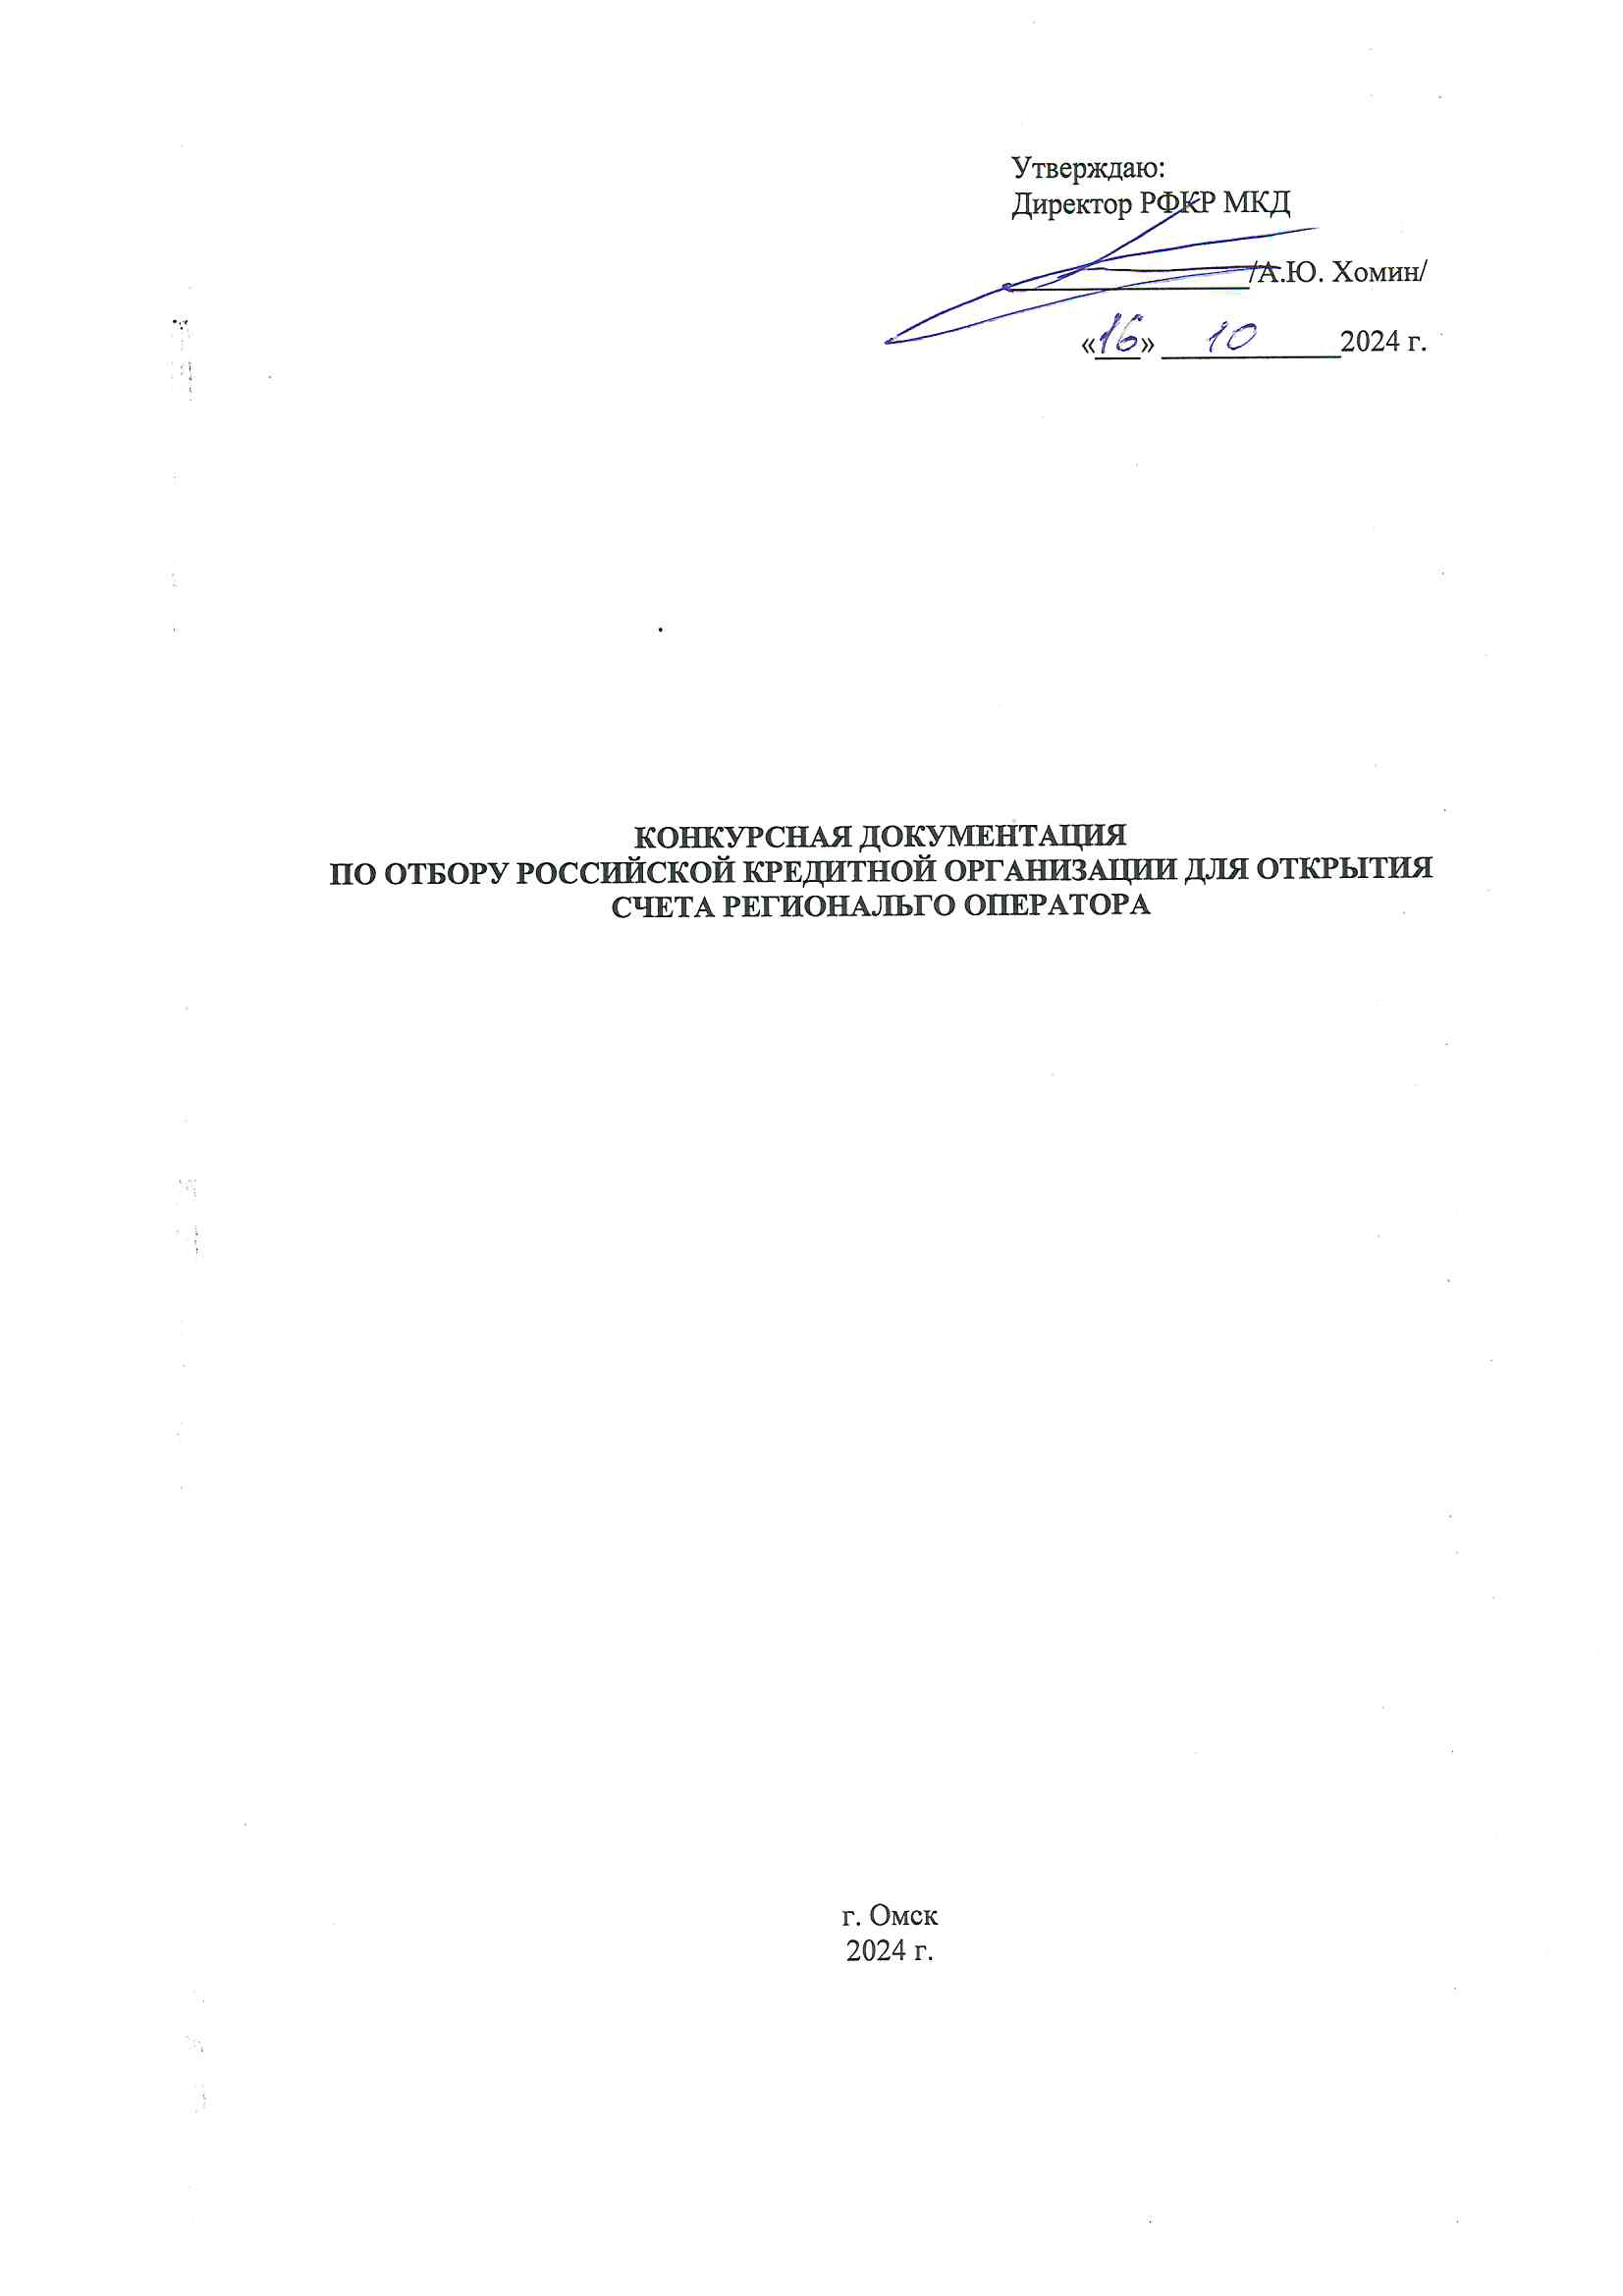 Утверждаю:
Директор РФКР МКД
/А.Ю. Хомин/
«16» 10 2024 г.
КОНКУРСНАЯ ДОКУМЕНТАЦИЯ
ПО ОТБОРУ РОССИЙСКОЙ КРЕДИТНОЙ ОРГАНИЗАЦИИ ДЛЯ ОТКРЫТИЯ
СЧЕТА РЕГИОНАЛЬГО ОПЕРАТОРА
г. Омск
2024 г.